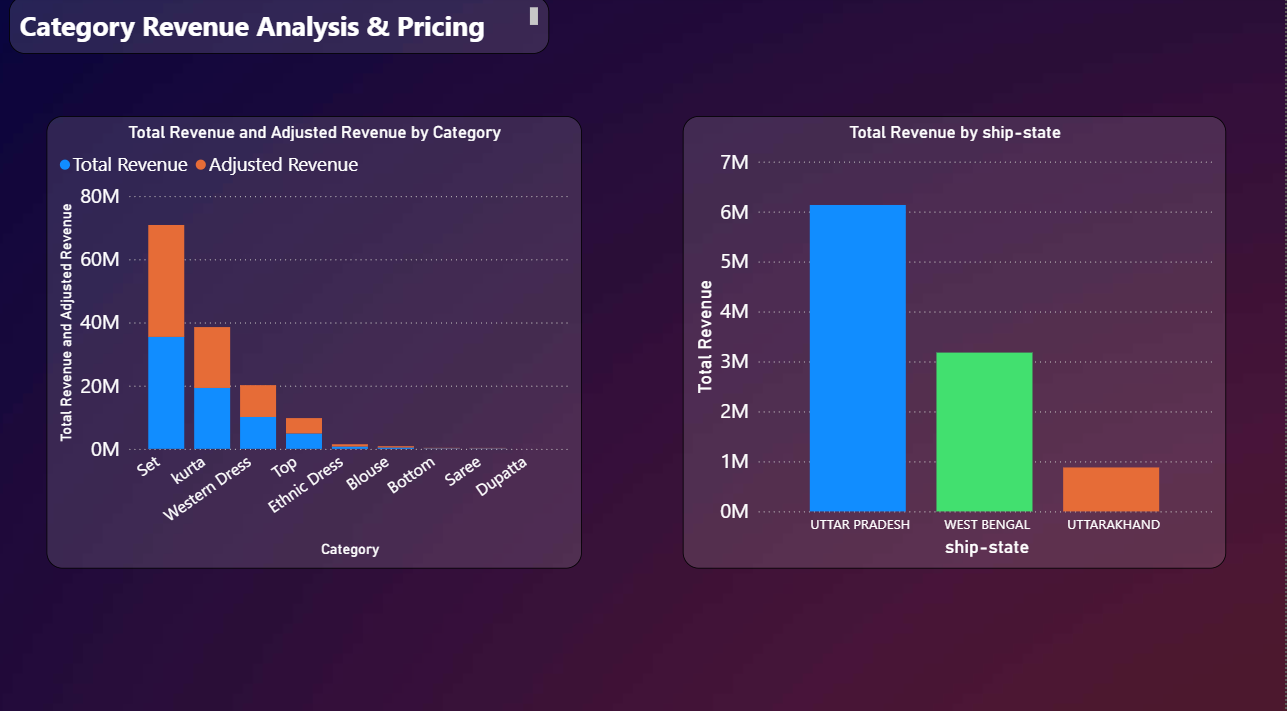 Category Revenue Analysis & Pricing
Total Revenue and Adjusted Revenue by Category
Total Revenue Adjusted Revenue
Total Revenue and Adjusted Revenue
80M
60M
40M
20M
0M
Set
kurta
Western Dress
Top
Ethnic Dress
Blouse
Bottom
Saree
Dupatta
Category
Total Revenue by ship-state
Total Revenue
7M
6M
5M
4M
3M
2M
1M
0M
UTTAR PRADESH
WEST BENGAL
UTTARAKHAND
ship-state